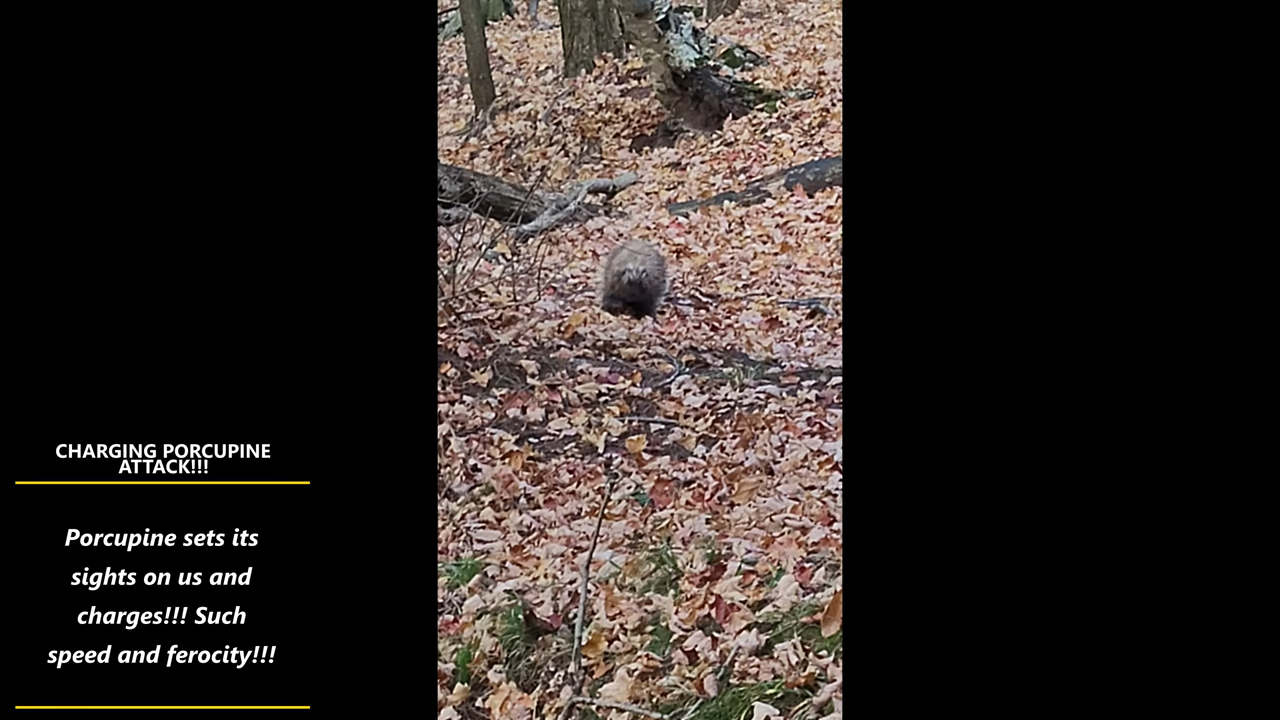 CHARGING PORCUPINE
ATTACK!!!
Porcupine sets its
sights on us and
charges!!! Such
speed and ferocity!!!